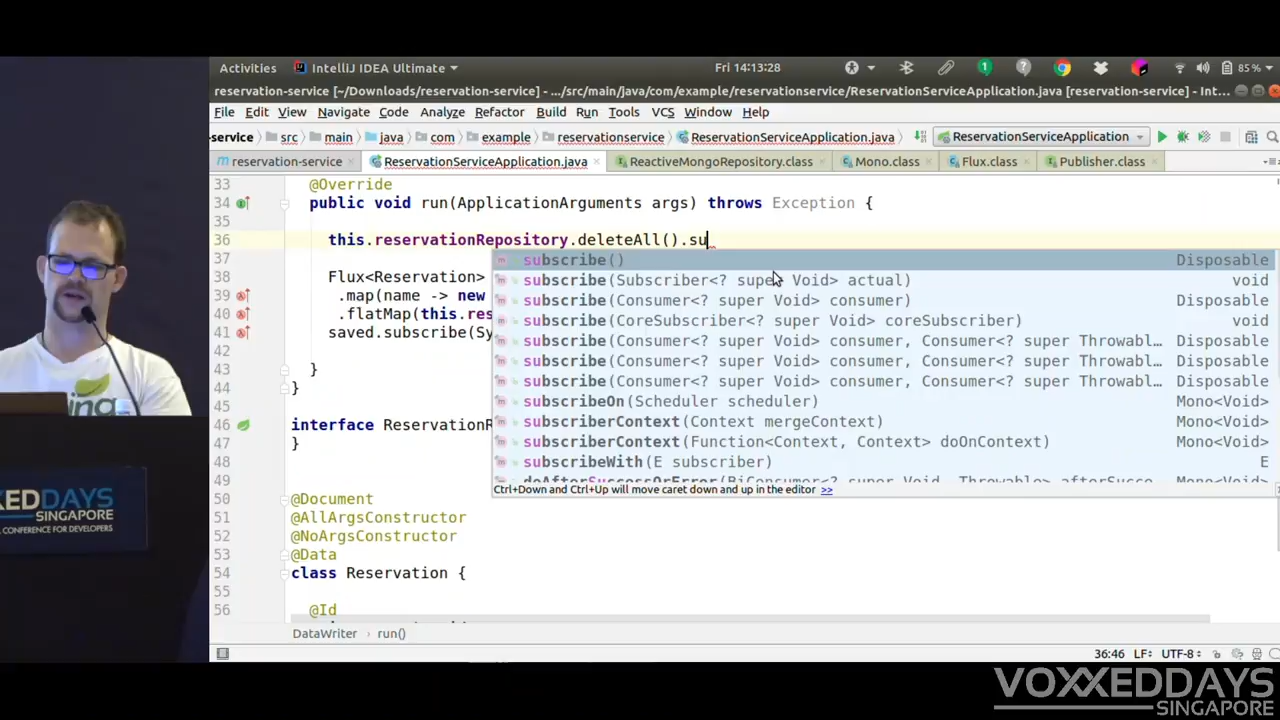 Activities IntelliJ IDEA Ultimate Fri 14:13:28 1 ? 85%
reservation-service [~/Downloads/reservation-service] - .../src/main/java/com/example/reservationservice/ReservationServiceApplication.java [reservation-service] - Int...
File Edit View Navigate Code Analyze Refactor Build Run Tools VCS Window Help
-service src main java com example reservationservice ReservationServiceApplication.java ReservationServiceApplication
m reservation-service ReservationServiceApplication.java ReactiveMongoRepository.class Mono.class Flux.class Publisher.class
33 @Override
34 public void run(ApplicationArguments args) throws Exception {
35
36 this.reservationRepository.deleteAll().su
37
38 Flux<Reservation>
39 .map(name -> new
40 .flatMap(this.res
41 saved.subscribe(Sy
42
43 }
44 }
45
46 interface ReservationR
47 }
48
49
50 @Document
51 @AllArgsConstructor
52 @NoArgsConstructor
53 @Data
54 class Reservation {
55
56 @Id
subscribe() Disposable
subscribe(Subscriber<? super Void> actual) void
subscribe(Consumer<? super Void> consumer) Disposable
subscribe(CoreSubscriber<? super Void> coreSubscriber) void
subscribe(Consumer<? super Void> consumer, Consumer<? super Throwabl... Disposable
subscribe(Consumer<? super Void> consumer, Consumer<? super Throwabl... Disposable
subscribe(Consumer<? super Void> consumer, Consumer<? super Throwabl... Disposable
subscribeOn(Scheduler scheduler) Mono<Void>
subscriberContext(Context mergeContext) Mono<Void>
subscriberContext(Function<Context, Context> doOnContext) Mono<Void>
subscribeWith(E subscriber) E
doAfterSuccessOrError(BiConsumer<? super Void, Throwable> afterSucce... Mono<Void>
Ctrl+Down and Ctrl+Up will move caret down and up in the editor >>
DataWriter run()
36:46 LF UTF-8
ing
XEDDAYS
SINGAPORE
CONFERENCE FOR DEVELOPERS
VOXXEDDAYS
SINGAPORE